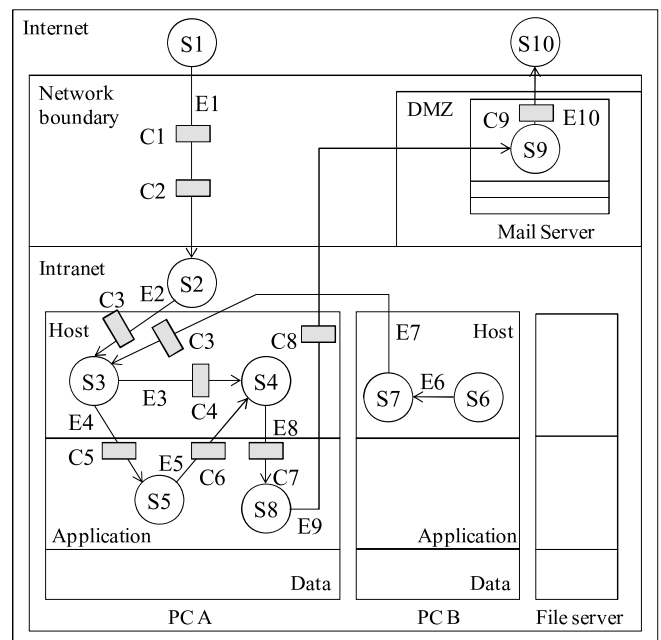 Internet
S1
S10
Network
boundary
E1
C1
C2
DMZ
C9
E10
S9
Mail Server
Intranet
S2
C3
E2
Host
C3
C8
E7
Host
S3
E3
C4
S4
S7
E6
S6
E4
E8
C5
E5
C6
C7
S5
S8
E9
Application
Application
Data
Data
PC A
PC B
File server